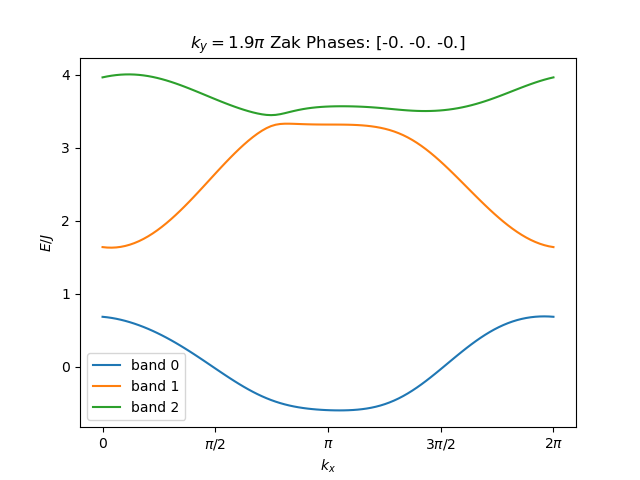 $k_y = 1.9\pi$ Zak Phases: [-0. -0. -0.]
4
3
2
1
0
E/J
band 0
band 1
band 2
0
π/2
π
3π/2
2π
$k_x$